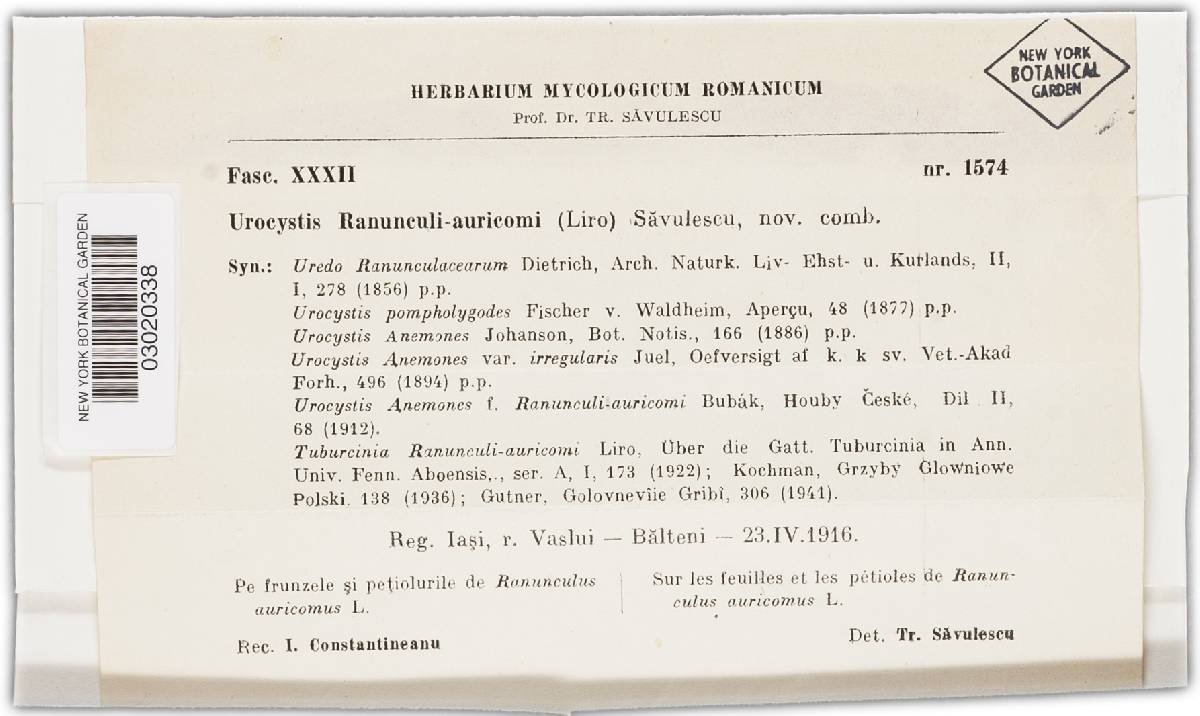 NEW YORK
BOTANICAL
GARDEN
HERBARIUM MYCOLOGICUM ROMANICUM
Prof. Dr. TR. SĂVULESCU
Fasc. XXXII nr. 1574
Urocystis Ranunculi-auricomi (Liro) Săvulescu, nov. comb.
Syn.: Uredo Ranunculacearum Dietrich, Arch. Naturk. Liv- Ehst- u. Kurlands, II,
I, 278 (1856) p.p.
Urocystis pompholygodes Fischer v. Waldheim, Aperçu, 48 (1877) p.p.
Urocystis Anemones Johanson, Bot. Notis., 166 (1886) p.p.
Urocystis Anemones var. irregularis Juel, Oefversigt af k. k sv. Vet.-Akad
Forh., 496 (1894) p.p.
Urocystis Anemones f. Ranunculi-auricomi Bubák, Houby České, Dil II,
68 (1912).
Tuburcinia Ranunculi-auricomi Liro, Über die Gatt. Tuburcinia in Ann.
Univ. Fenn. Aboensis,., ser. A, I, 173 (1922); Kochman, Grzyby Glowniowe
Polski. 138 (1936); Gutner, Golovnevîie Gribî, 306 (1941).
Reg. Iași, r. Vaslui — Bălteni — 23.IV.1916.
Pe frunzele și pețiolurile de Ranunculus
auricomus L.
Sur les feuilles et les pétioles de Ranun-
culus auricomus L.
Rec. I. Constantineanu
Det. Tr. Săvulescu
NEW YORK BOTANICAL GARDEN
03020338